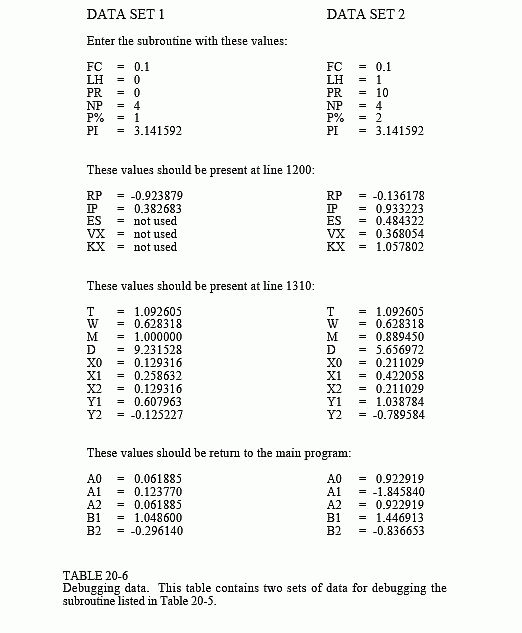 DATA SET 1 DATA SET 2
Enter the subroutine with these values:
FC = 0.1 FC = 0.1
LH = 0 LH = 1
PR = 0 PR = 10
NP = 4 NP = 4
P% = 1 P% = 2
PI = 3.141592 PI = 3.141592
These values should be present at line 1200:
RP = -0.923879 RP = -0.136178
IP = 0.382683 IP = 0.933223
ES = not used ES = 0.484322
VX = not used VX = 0.368054
KX = not used KX = 1.057802
These values should be present at line 1310:
T = 1.092605 T = 1.092605
W = 0.628318 W = 0.628318
M = 1.000000 M = 0.889450
D = 9.231528 D = 5.656972
X0 = 0.129316 X0 = 0.211029
X1 = 0.258632 X1 = 0.422058
X2 = 0.129316 X2 = 0.211029
Y1 = 0.607963 Y1 = 1.038784
Y2 = -0.125227 Y2 = -0.789584
These values should be return to the main program:
A0 = 0.061885 A0 = 0.922919
A1 = 0.123770 A1 = -1.845840
A2 = 0.061885 A2 = 0.922919
B1 = 1.048600 B1 = 1.446913
B2 = -0.296140 B2 = -0.836653
TABLE 20-6
Debugging data. This table contains two sets of data for debugging the
subroutine listed in Table 20-5.